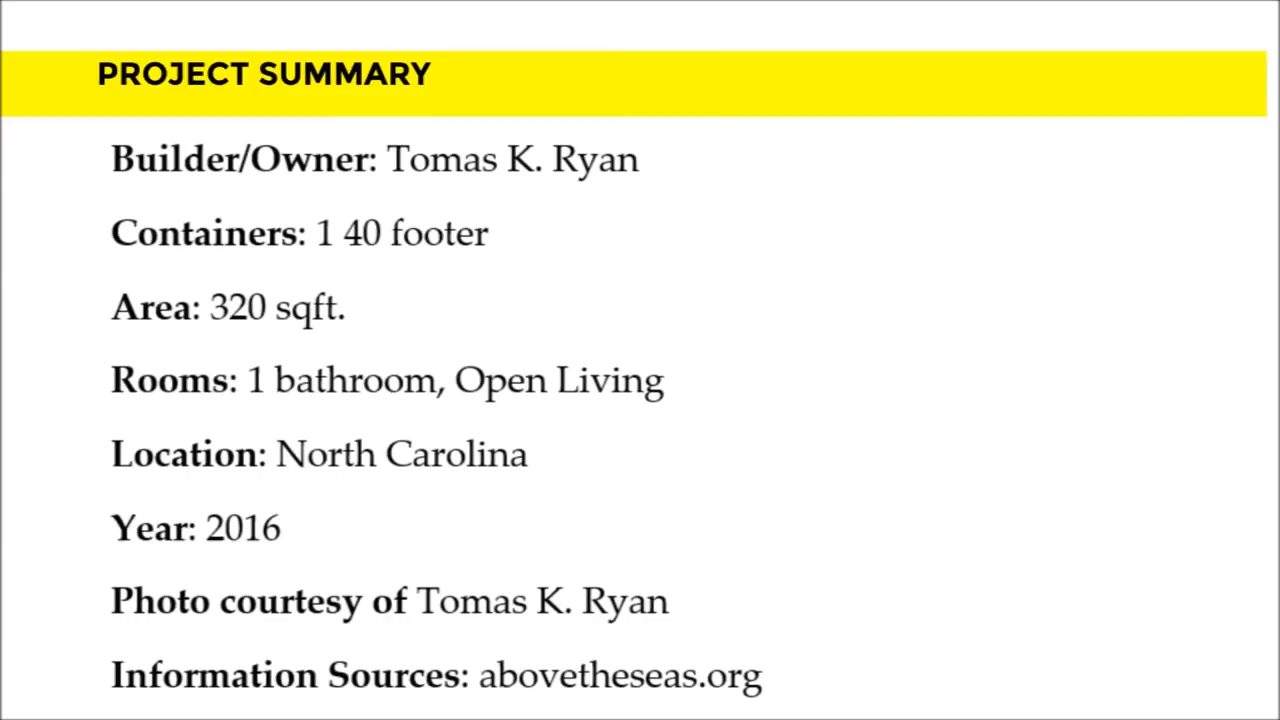 PROJECT SUMMARY
Builder/Owner: Tomas K. Ryan
Containers: 1 40 footer
Area: 320 sqft.
Rooms: 1 bathroom, Open Living
Location: North Carolina
Year: 2016
Photo courtesy of Tomas K. Ryan
Information Sources: abovetheseas.org